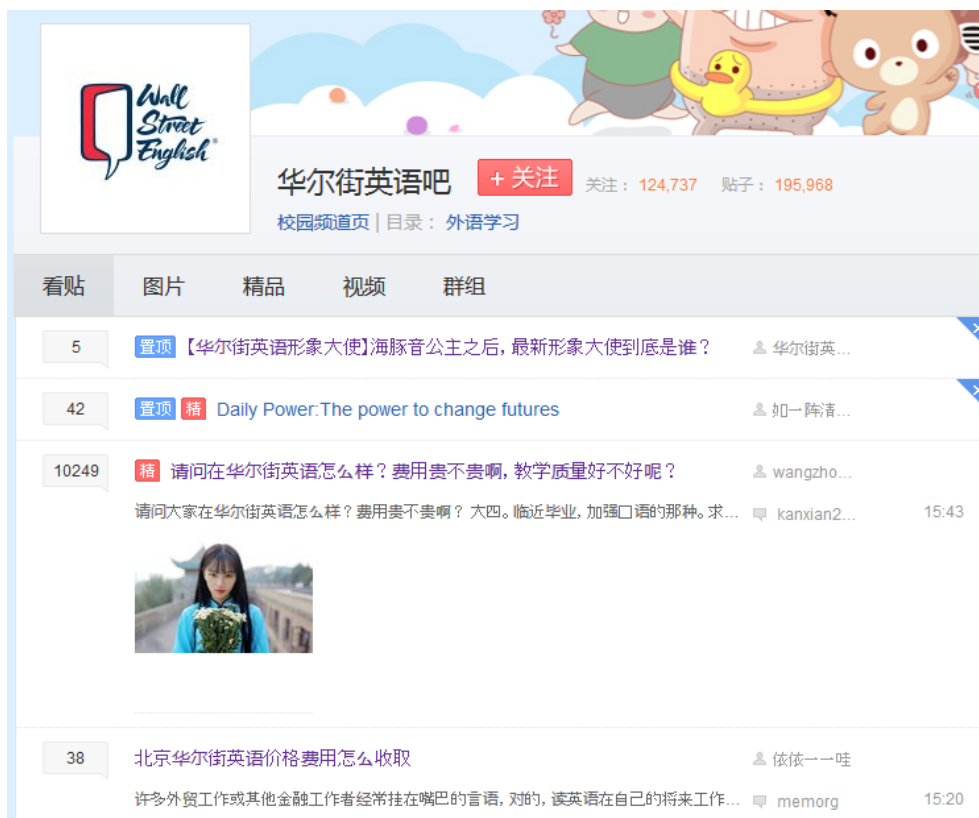 Wall
Street
English®
华尔街英语吧 + 关注 关注： 124,737 贴子： 195,968
校园频道页 | 目录： 外语学习
看贴 图片 精品 视频 群组
5 置顶 【华尔街英语形象大使】海豚音公主之后, 最新形象大使到底是谁？ 华尔街英...
42 置顶 精 Daily Power:The power to change futures 如一阵清...
10249 精 请问在华尔街英语怎么样？费用贵不贵啊, 教学质量好不好呢？ wangzho...
请问大家在华尔街英语怎么样？费用贵不贵啊？ 大四。临近毕业, 加强口语的那种。求... kanxian2... 15:43
38 北京华尔街英语价格费用怎么收取 依依一一哇
许多外贸工作或其他金融工作者经常挂在嘴巴的言语, 对的, 读英语在自己的将来工作... memorg 15:20